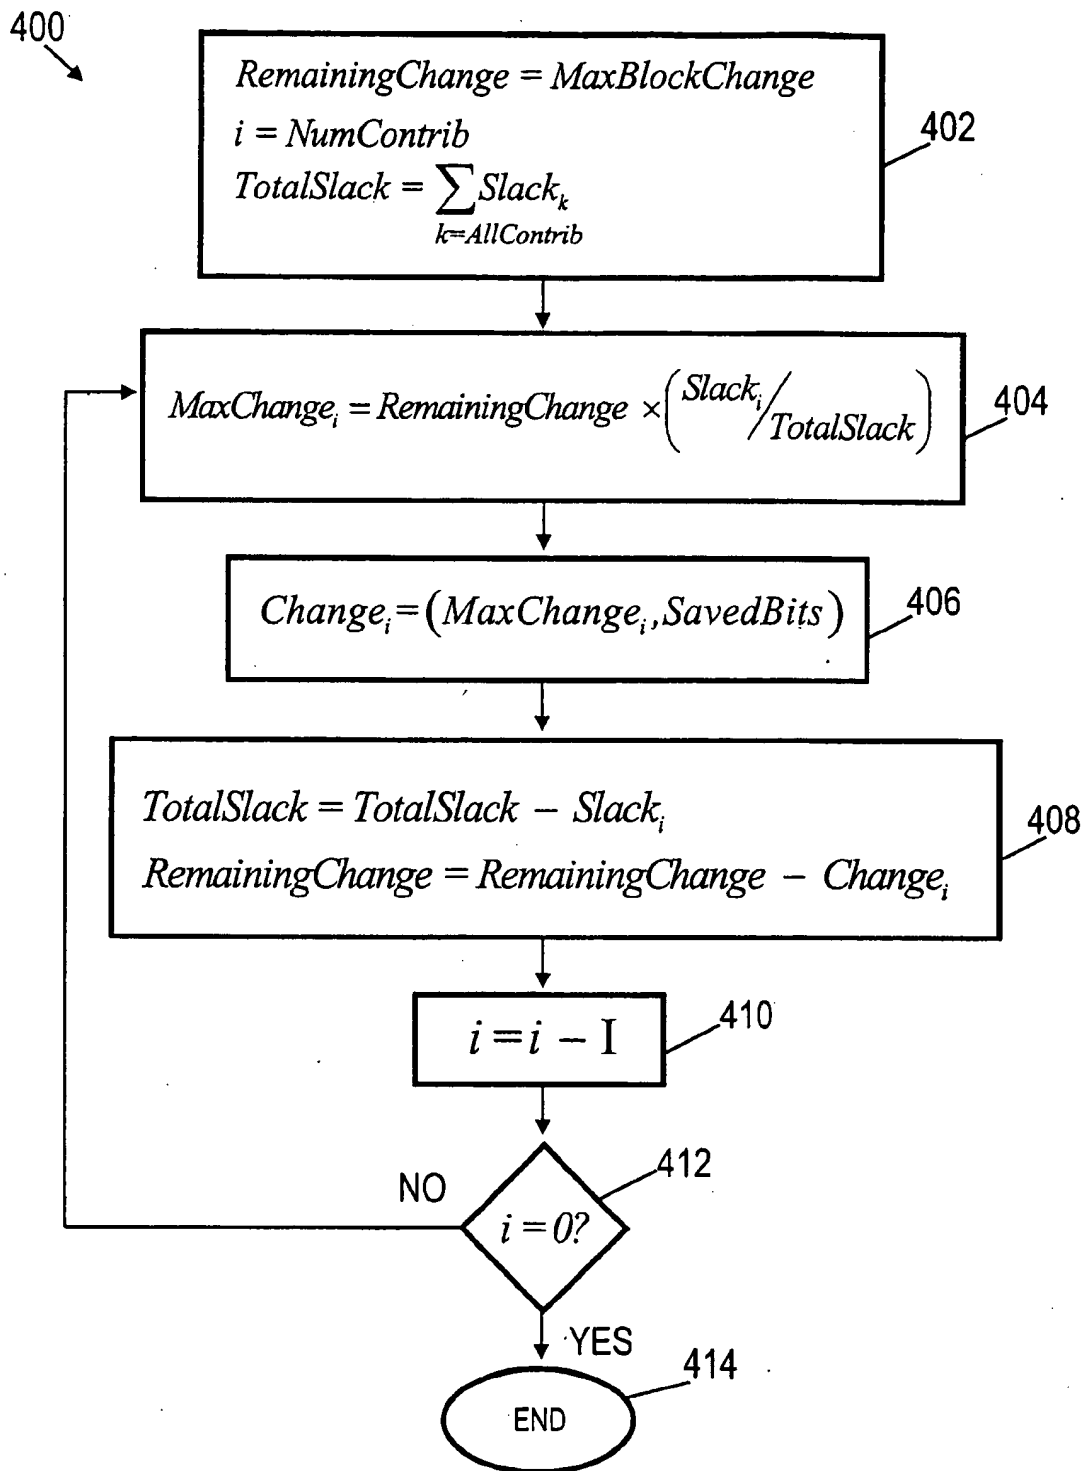 400
RemainingChange = MaxBlockChange
i = NumContrib
TotalSlack = ∑ Slack_k
k=AllContrib
402
MaxChange_i = RemainingChange × (Slack_i / TotalSlack)
404
Change_i = (MaxChange_i, SavedBits)
406
TotalSlack = TotalSlack − Slack_i
RemainingChange = RemainingChange − Change_i
408
i = i − I
410
412
NO
i = 0?
YES
414
END